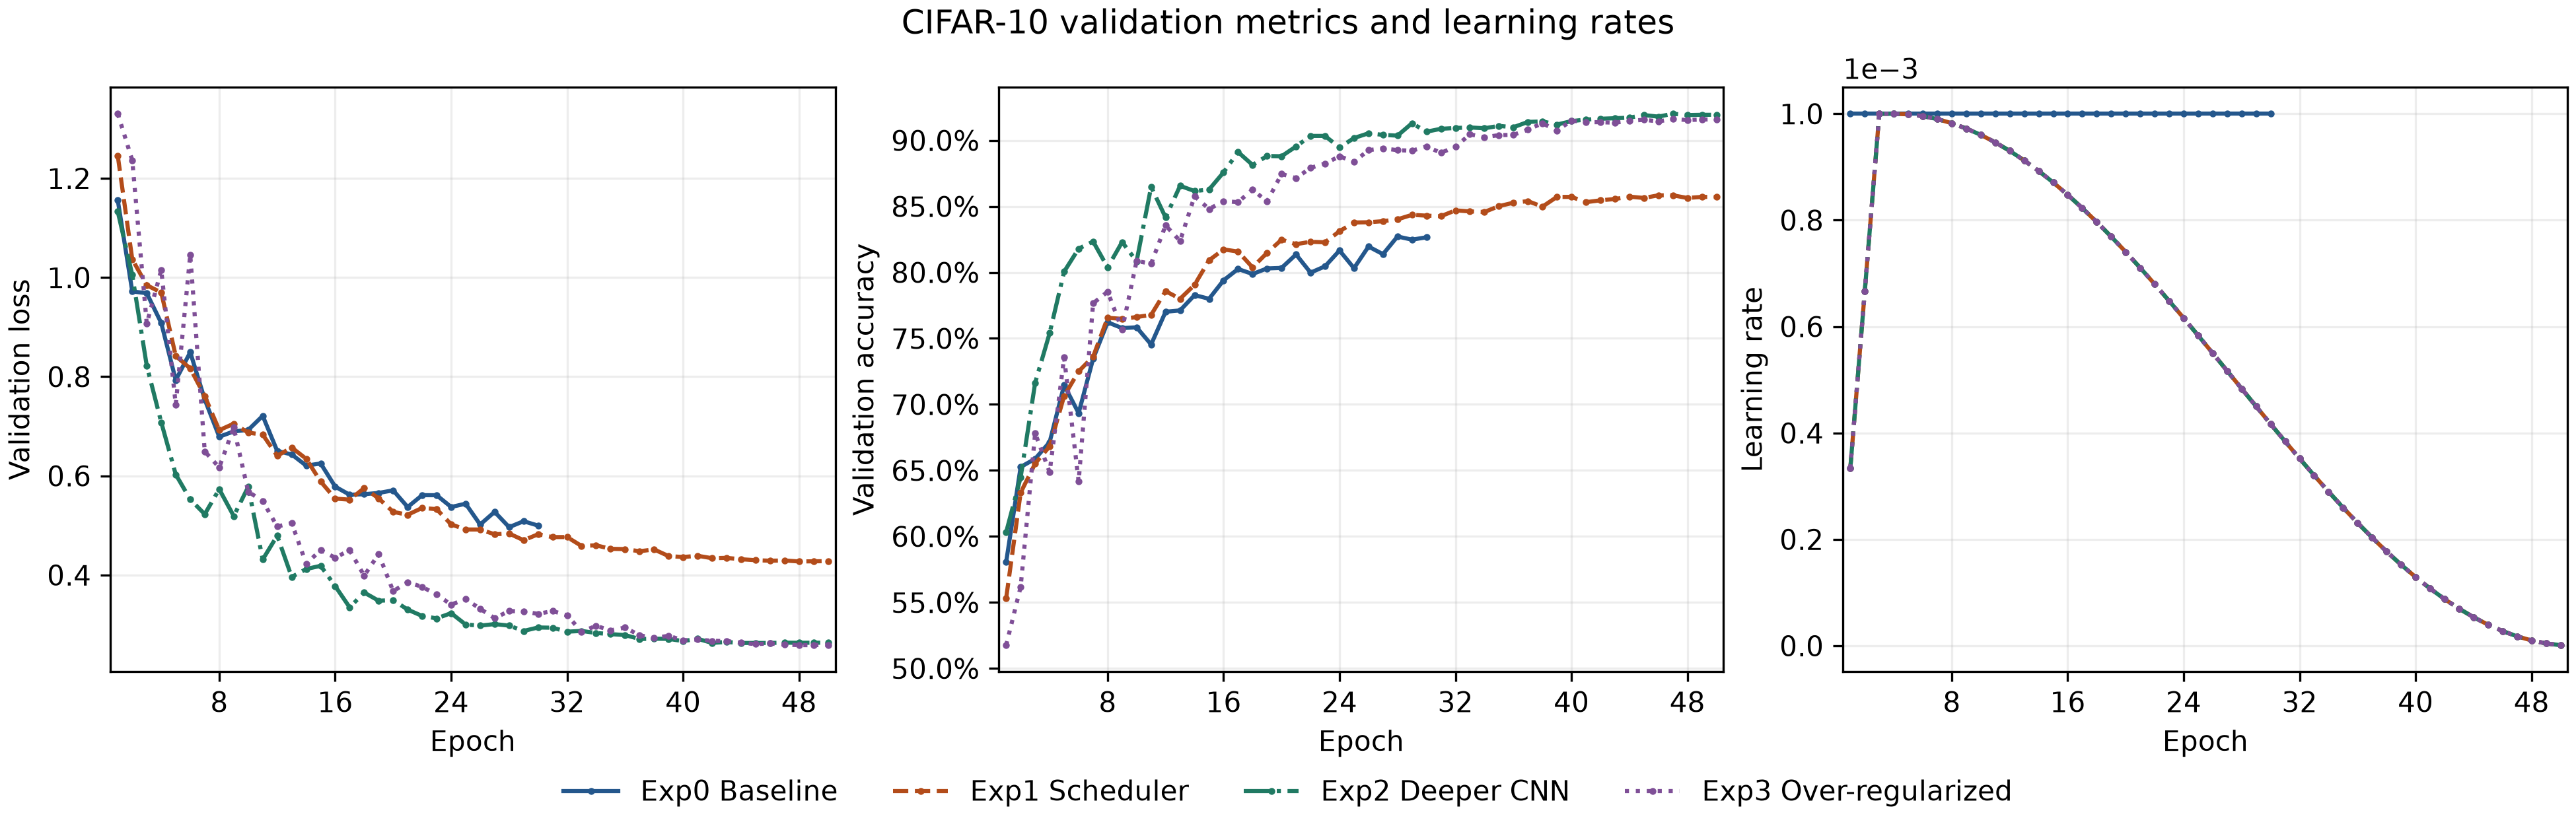 CIFAR-10 validation metrics and learning rates
Validation loss
1.2
1.0
0.8
0.6
0.4
8 16 24 32 40 48
Epoch
Validation accuracy
90.0%
85.0%
80.0%
75.0%
70.0%
65.0%
60.0%
55.0%
50.0%
8 16 24 32 40 48
Epoch
1e−3
Learning rate
1.0
0.8
0.6
0.4
0.2
0.0
8 16 24 32 40 48
Epoch
Exp0 Baseline Exp1 Scheduler Exp2 Deeper CNN Exp3 Over-regularized